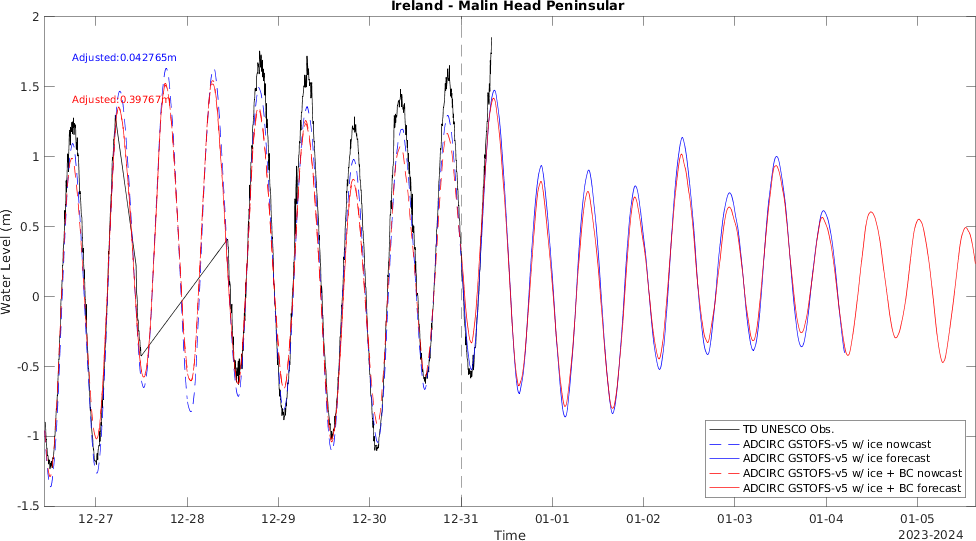 Ireland - Malin Head Peninsular
Adjusted:0.042765m
Adjusted:0.39767m
Water Level (m)
2
1.5
1
0.5
0
-0.5
-1
-1.5
12-27
12-28
12-29
12-30
12-31
01-01
01-02
01-03
01-04
01-05
Time
2023-2024
TD UNESCO Obs.
ADCIRC GSTOFS-v5 w/ ice nowcast
ADCIRC GSTOFS-v5 w/ ice forecast
ADCIRC GSTOFS-v5 w/ ice + BC nowcast
ADCIRC GSTOFS-v5 w/ ice + BC forecast